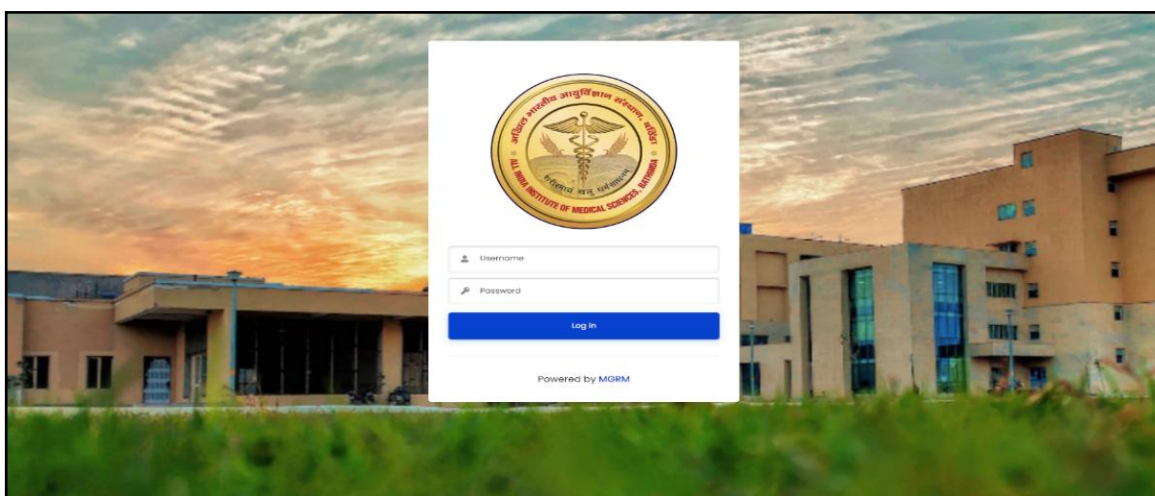 अखिल भारतीय आयुर्विज्ञान संस्थान, बठिंडा
ALL INDIA INSTITUTE OF MEDICAL SCIENCES, BATHINDA
Username
Password
Log In
Powered by MGRM